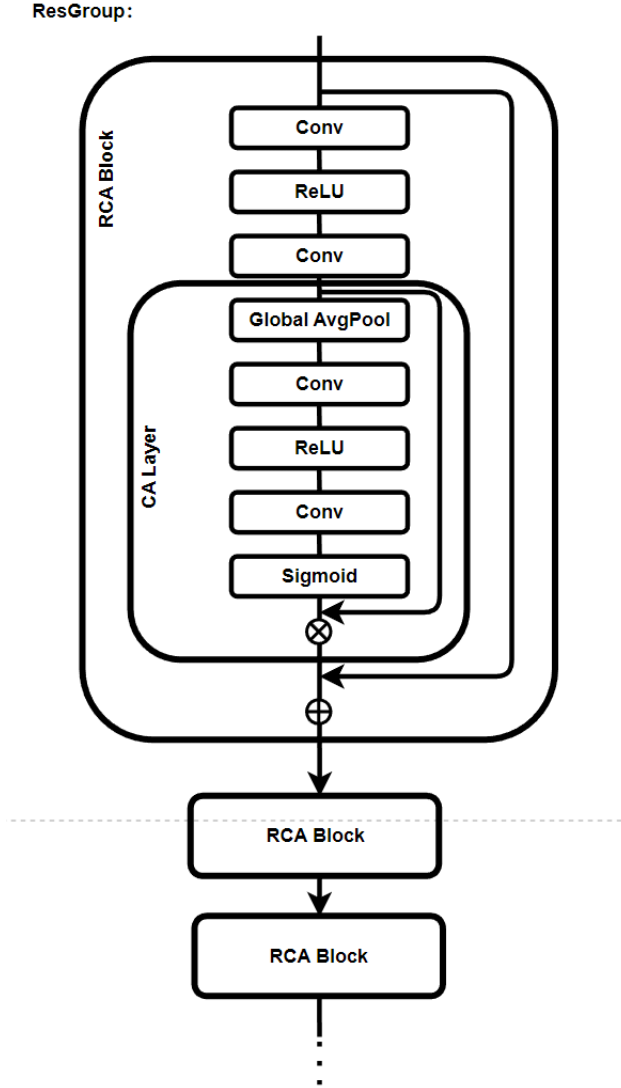 ResGroup:
RCA Block
Conv
ReLU
Conv
CA Layer
Global AvgPool
Conv
ReLU
Conv
Sigmoid
RCA Block
RCA Block